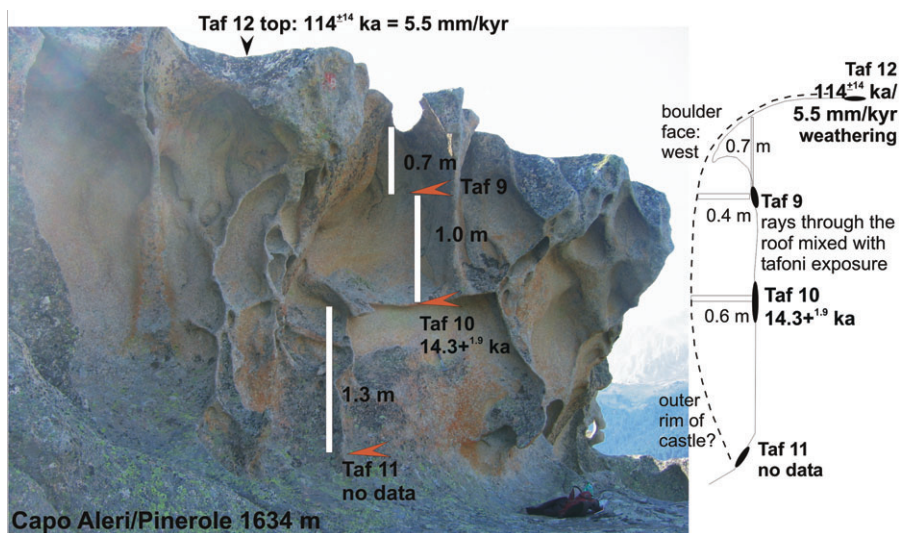 Taf 12 top: 114±14 ka = 5.5 mm/kyr
0.7 m
Taf 9
1.0 m
Taf 10
14.3+1.9 ka
1.3 m
Taf 11
no data
Capo Aleri/Pinerole 1634 m
Taf 12
114±14 ka/
5.5 mm/kyr
weathering
boulder
face:
west
0.7 m
Taf 9
0.4 m
rays through the
roof mixed with
tafoni exposure
Taf 10
14.3+1.9 ka
0.6 m
outer
rim of
castle?
Taf 11
no data